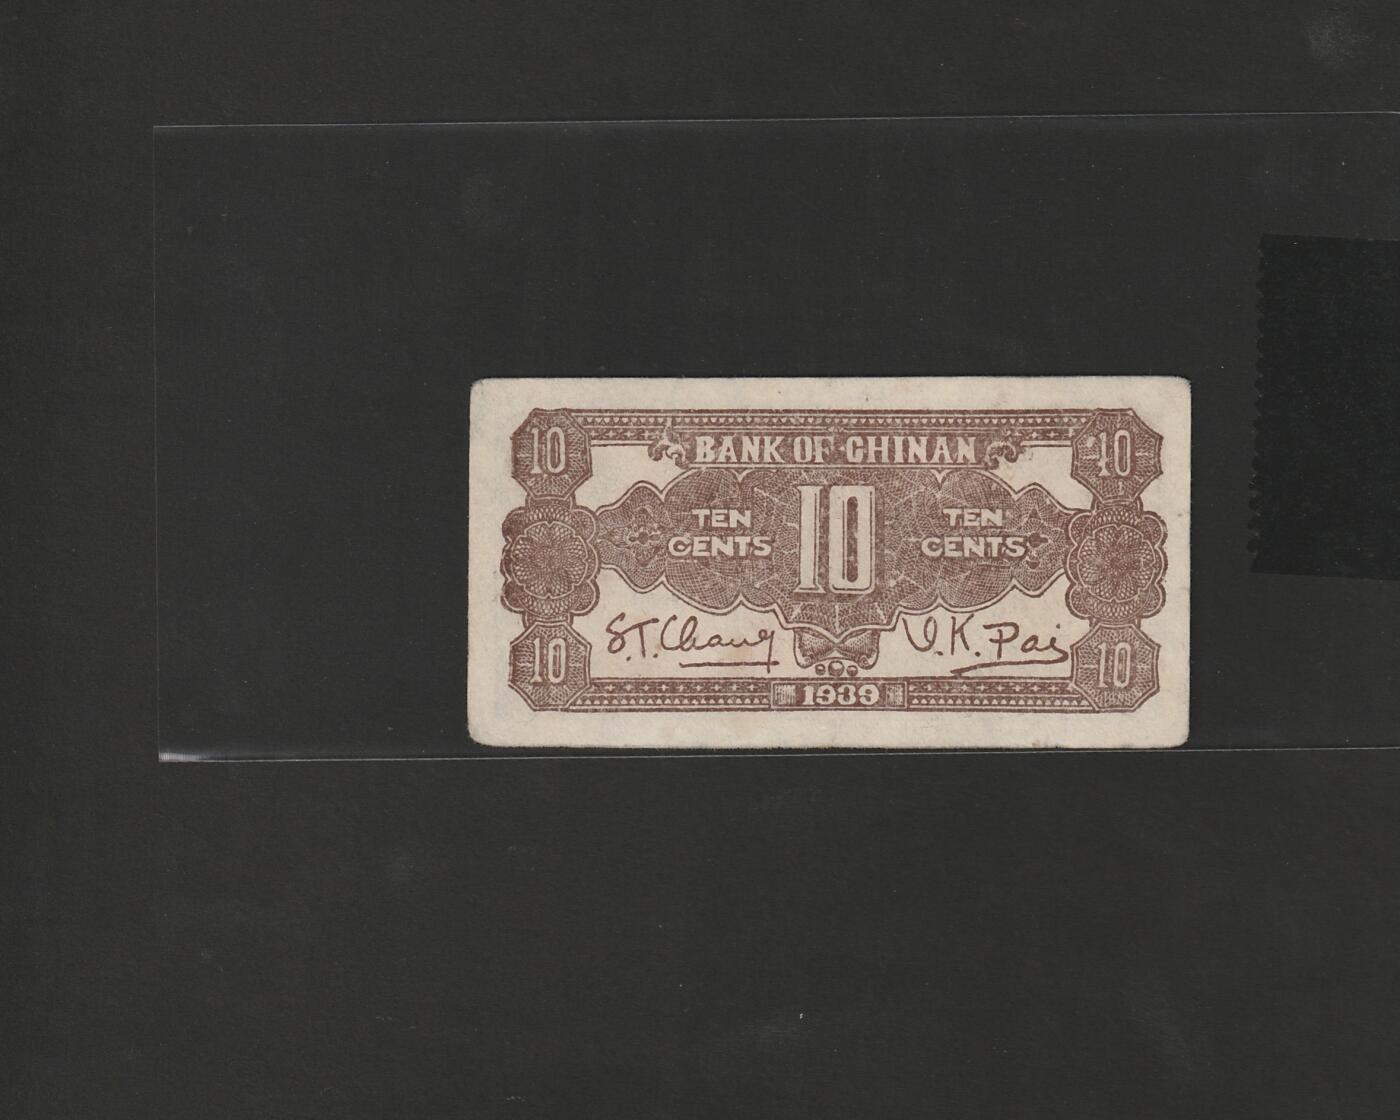 10 BANK OF CHINAN 10
TEN CENTS 10 TEN CENTS
S.T. Chang V.K. Pai
10 1939 10